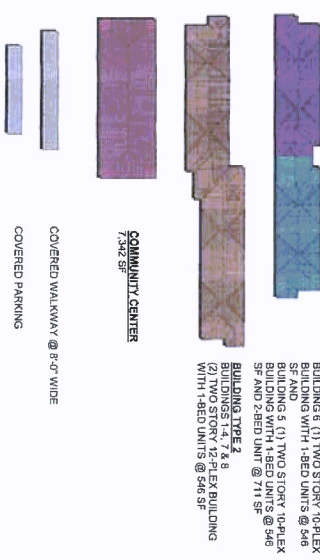 BUILDING 6 (1) TWO STORY 10-PLEX
BUILDING WITH 1-BED UNITS @ 546
SF AND
BUILDING 5 (1) TWO STORY 10-PLEX
BUILDING WITH 1-BED UNITS @ 546
SF AND 2-BED UNIT @ 711 SF
BUILDING TYPE 2
BUILDINGS 1-4, 7 & 8
(2) TWO STORY 12-PLEX BUILDING
WITH 1-BED UNITS @ 546 SF
COMMUNITY CENTER
7,342 SF
COVERED WALKWAY @ 8'-0" WIDE
COVERED PARKING